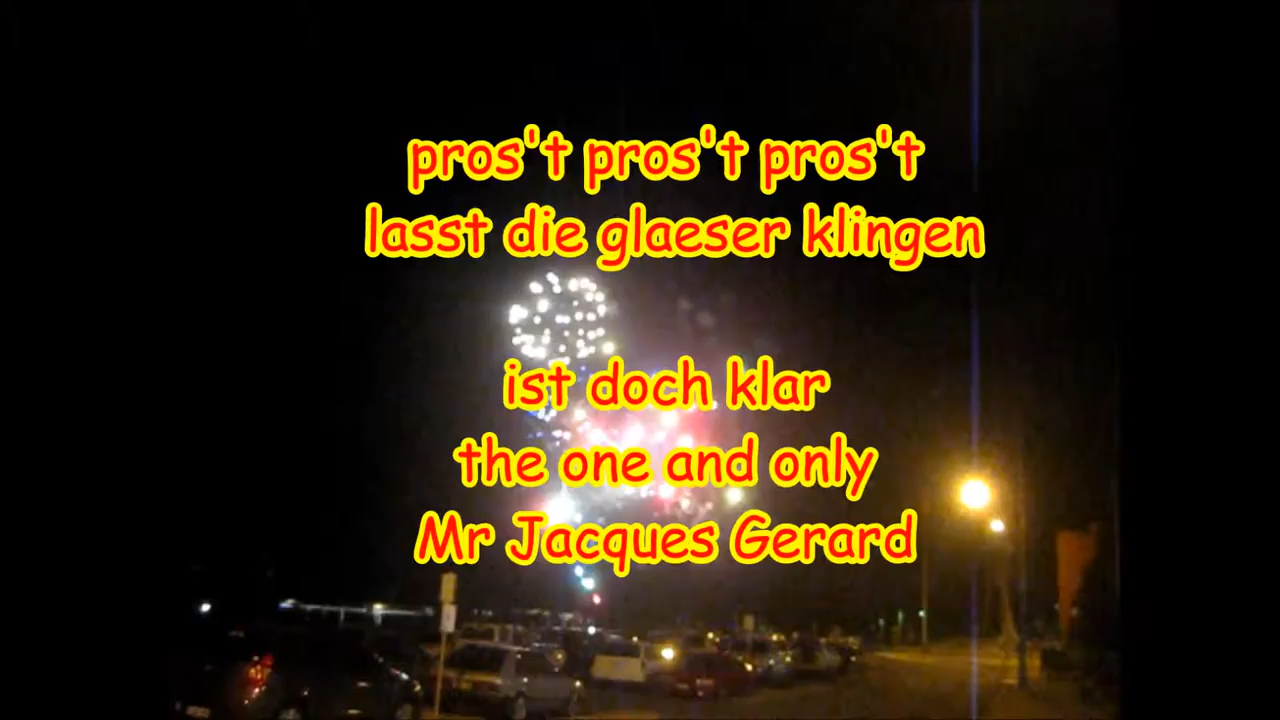 pros't pros't pros't
lasst die glaeser klingen
ist doch klar
the one and only
Mr Jacques Gerard